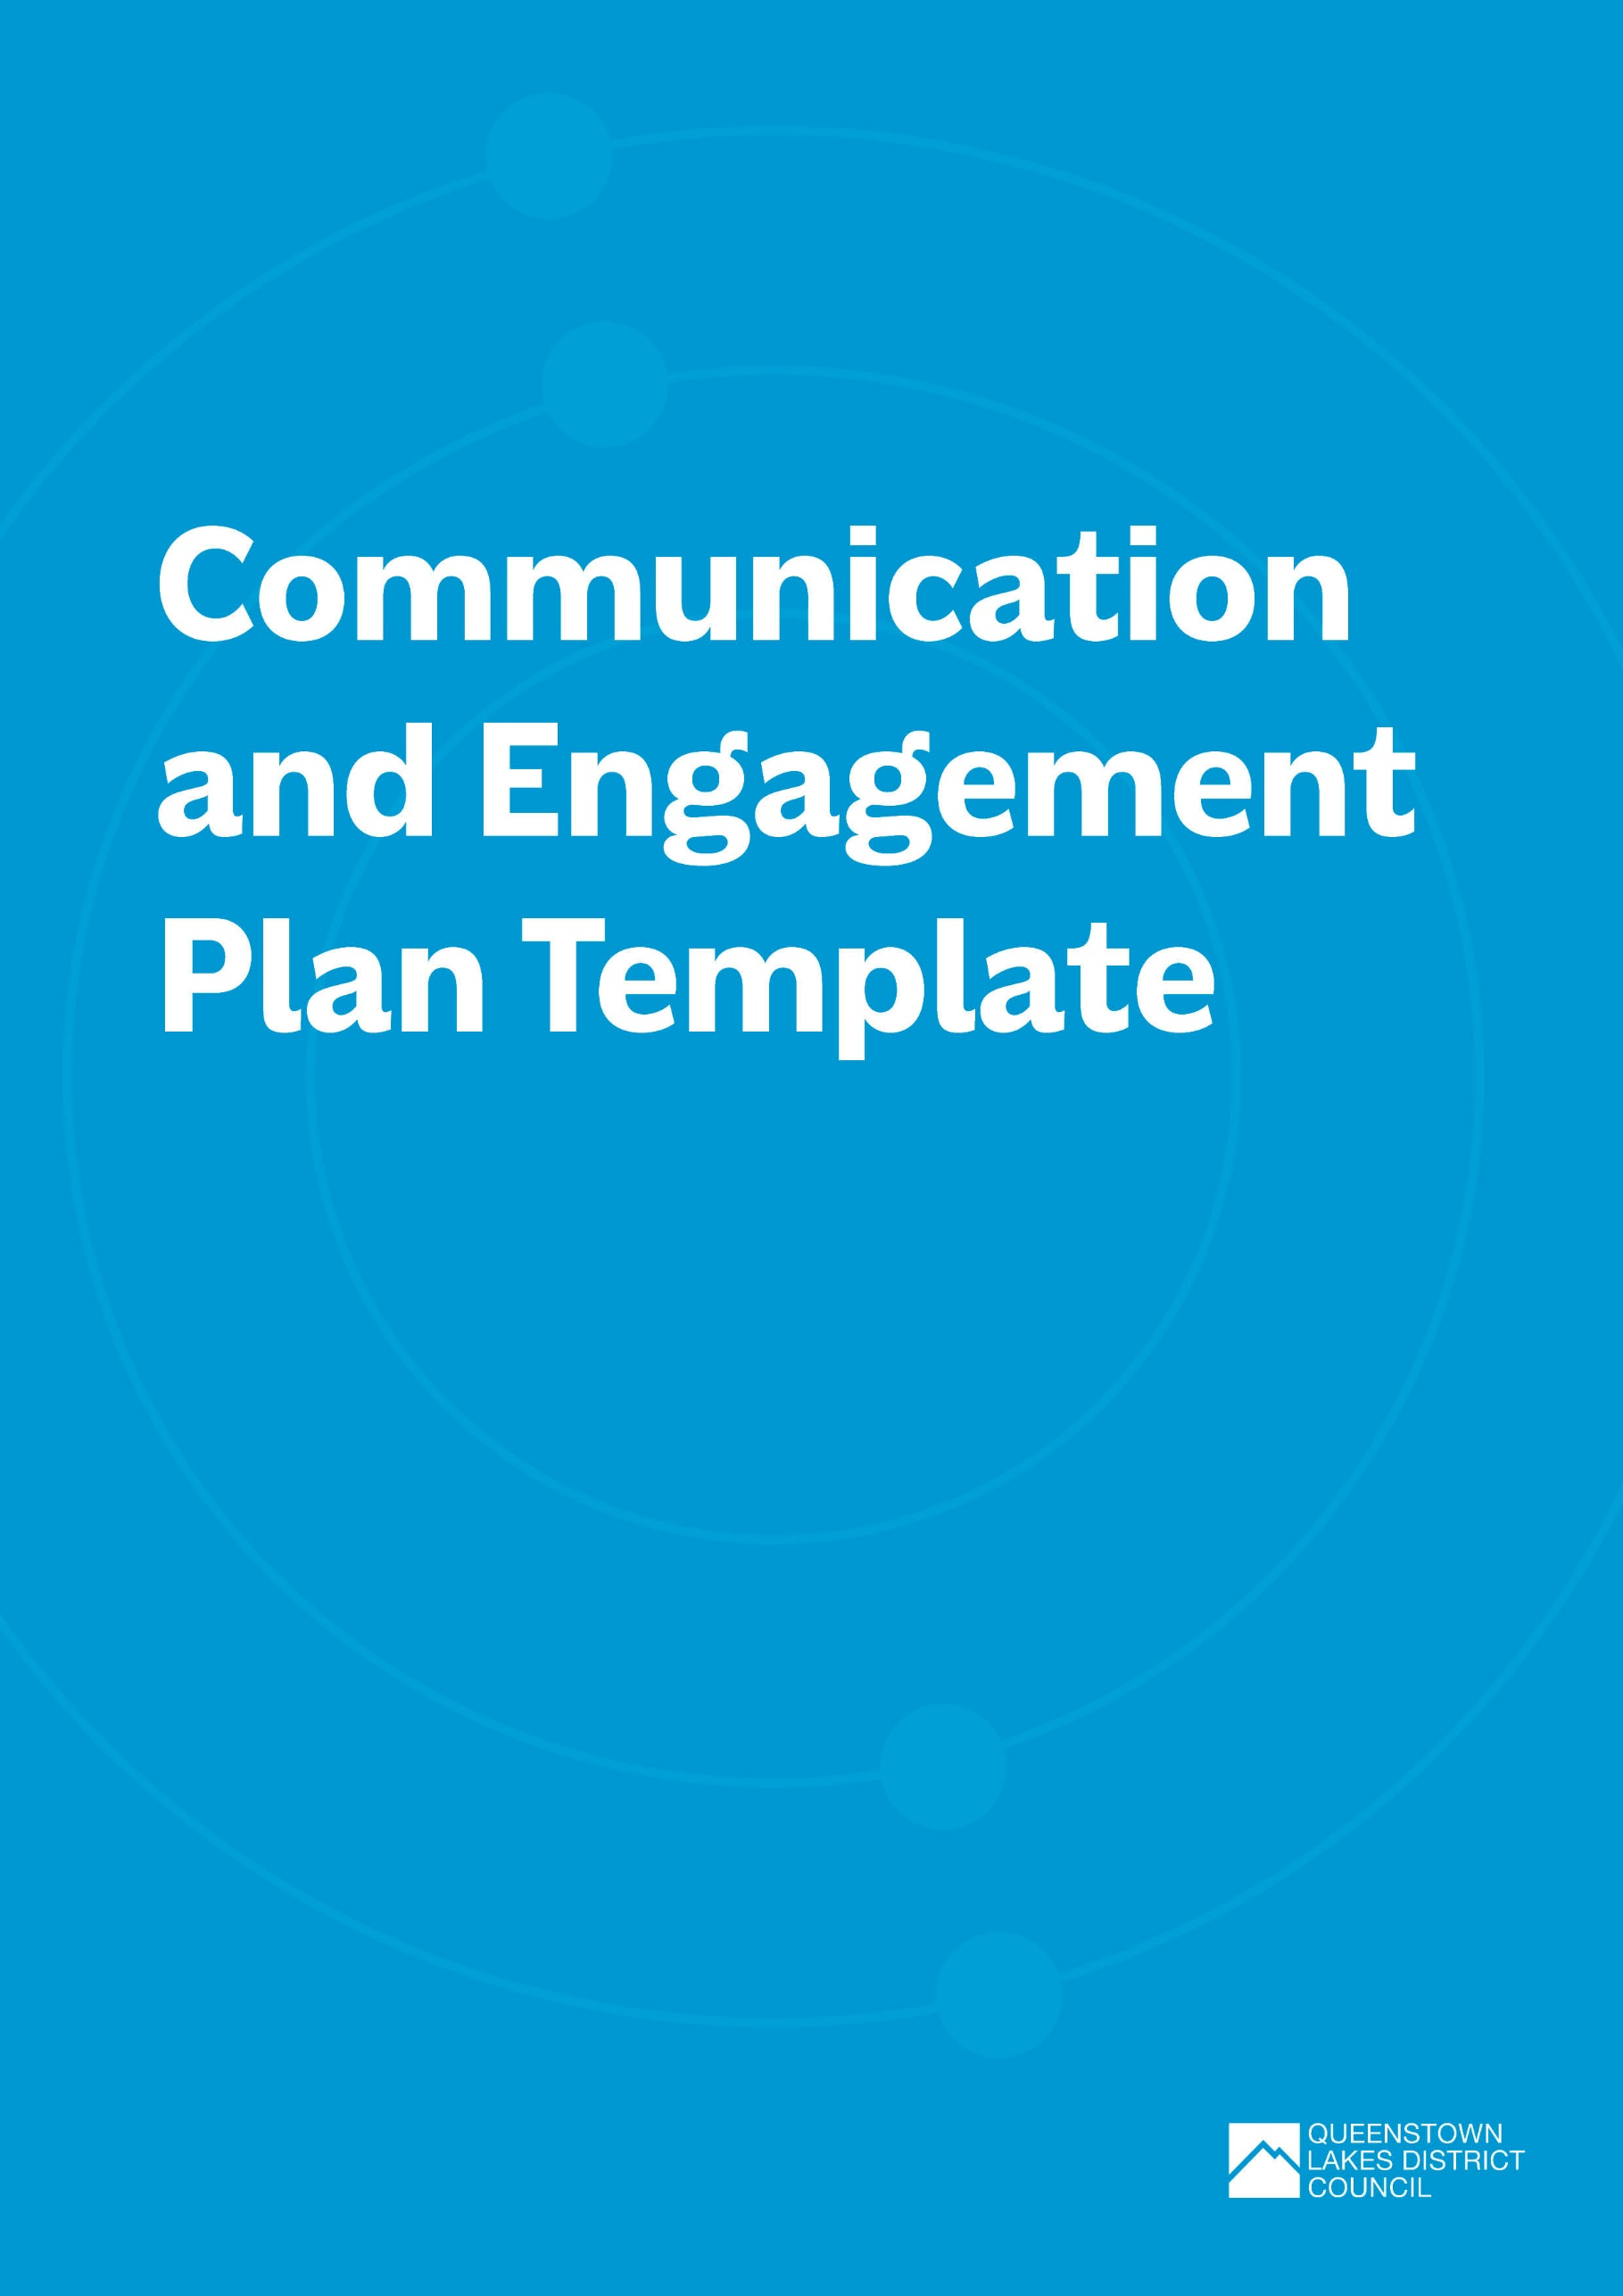 Communication
and Engagement
Plan Template
QUEENSTOWN
LAKES DISTRICT
COUNCIL